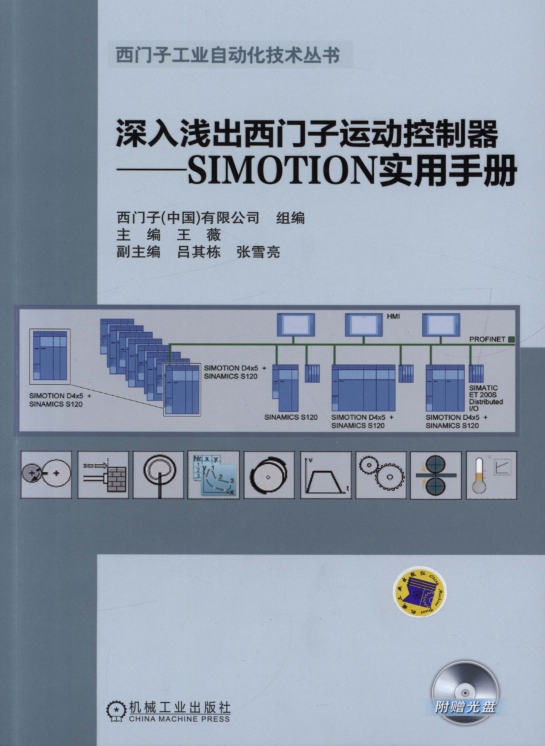 西门子工业自动化技术丛书
深入浅出西门子运动控制器
——SIMOTION实用手册
西门子(中国)有限公司 组编
主 编 王 薇
副主编 吕其栋 张雪亮
HMI
PROFINET
SIMOTION D4x5 +
SINAMICS S120
SIMOTION D4x5 +
SINAMICS S120
SINAMICS S120
SIMOTION D4x5 +
SINAMICS S120
SIMOTION D4x5 +
SINAMICS S120
SIMATIC
ET 200S
Distributed
I/O
Nr x y
v
t
附赠光盘
机械工业出版社
CHINA MACHINE PRESS